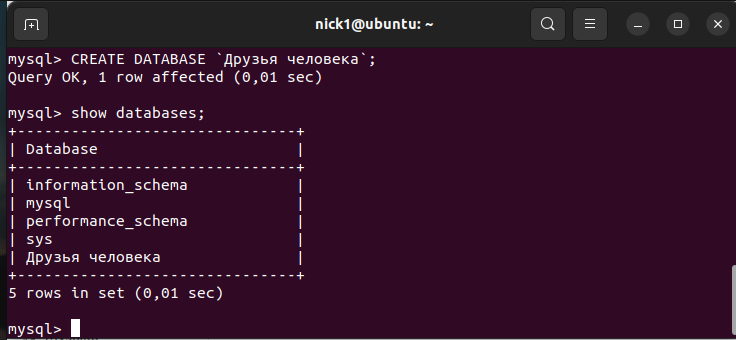 nick1@ubuntu: ~
mysql> CREATE DATABASE `Друзья человека`;
Query OK, 1 row affected (0,01 sec)
mysql> show databases;
+-------------------------------+
| Database                      |
+-------------------------------+
| information_schema            |
| mysql                         |
| performance_schema            |
| sys                           |
| Друзья человека               |
+-------------------------------+
5 rows in set (0,01 sec)
mysql>